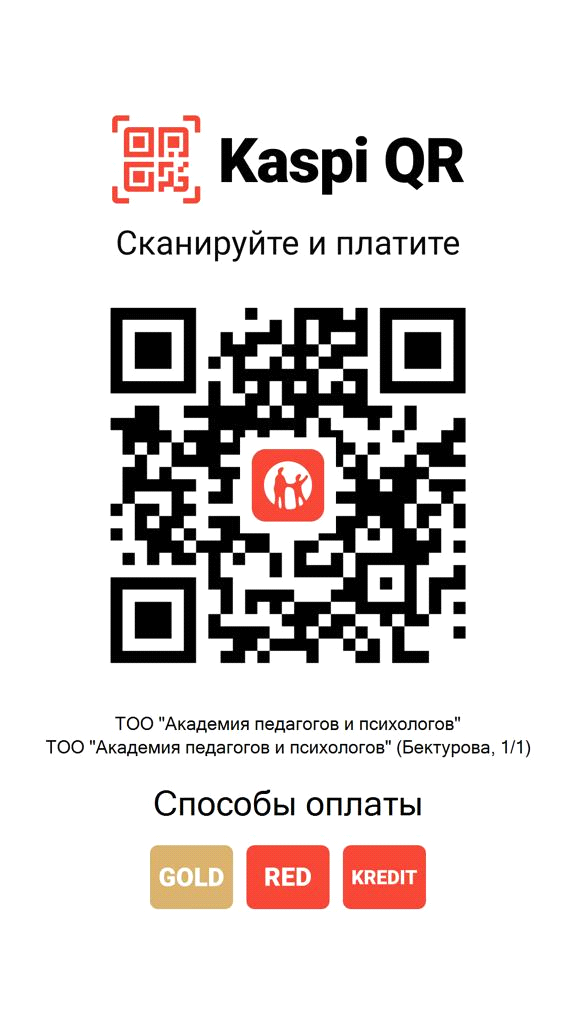 Kaspi QR
Сканируйте и платите
ТОО "Академия педагогов и психологов"
ТОО "Академия педагогов и психологов" (Бектурова, 1/1)
Способы оплаты
GOLD RED KREDIT